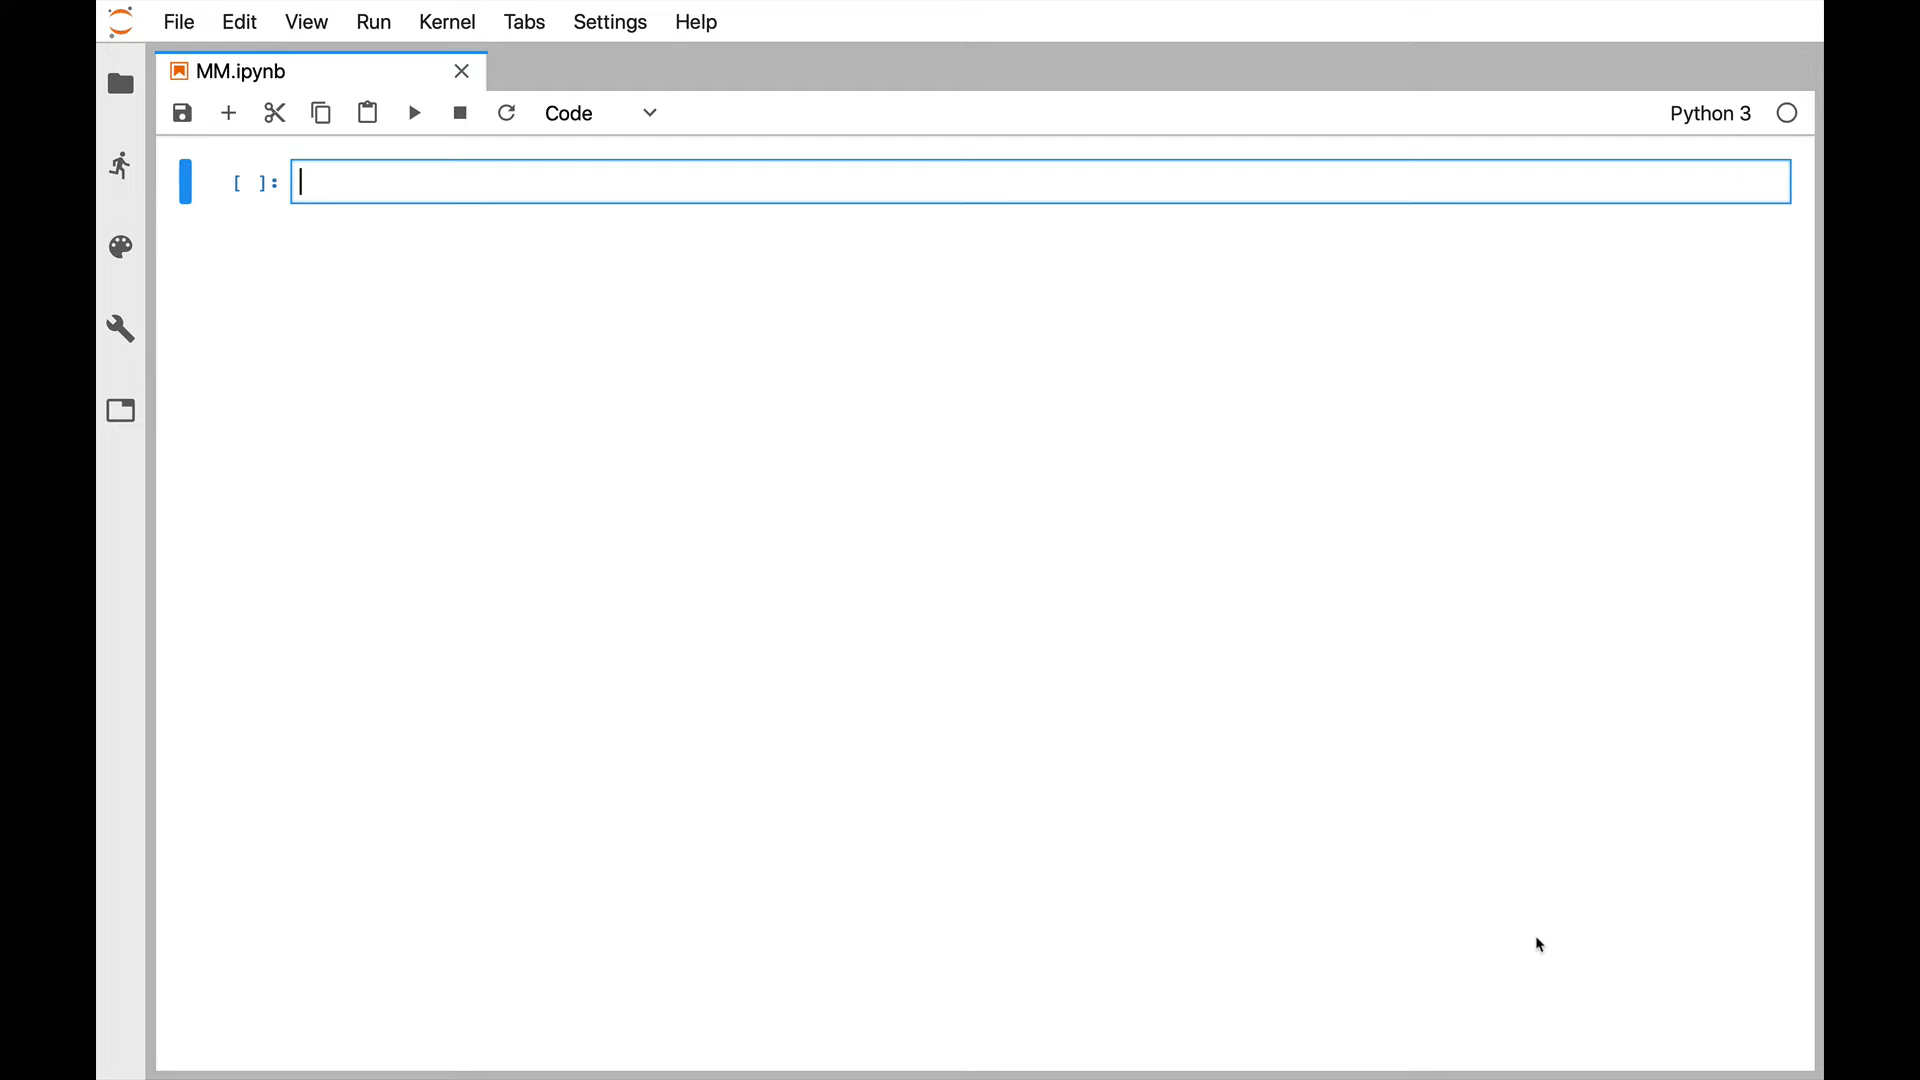 File Edit View Run Kernel Tabs Settings Help
MM.ipynb
Code Python 3
[ ]: